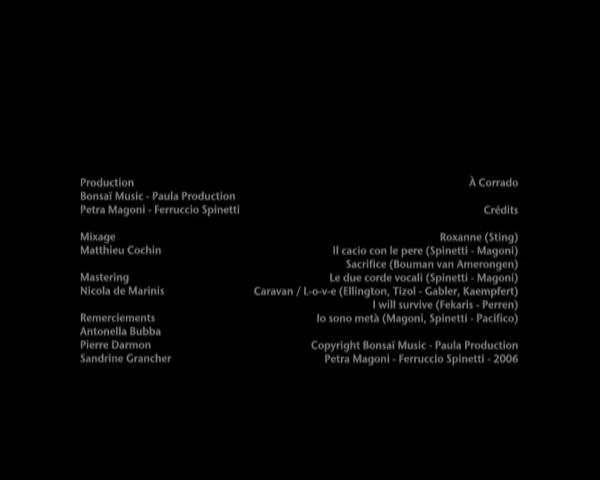 Production
Bonsaï Music - Paula Production
Petra Magoni - Ferruccio Spinetti
Mixage
Matthieu Cochin
Mastering
Nicola de Marinis
Remerciements
Antonella Bubba
Pierre Darmon
Sandrine Grancher
À Corrado
Crédits
Roxanne (Sting)
Il cacio con le pere (Spinetti - Magoni)
Sacrifice (Bouman van Amerongen)
Le due corde vocali (Spinetti - Magoni)
Caravan / L-o-v-e (Ellington, Tizol - Gabler, Kaempfert)
I will survive (Fekaris - Perren)
Io sono metà (Magoni, Spinetti - Pacifico)
Copyright Bonsaï Music - Paula Production
Petra Magoni - Ferruccio Spinetti - 2006